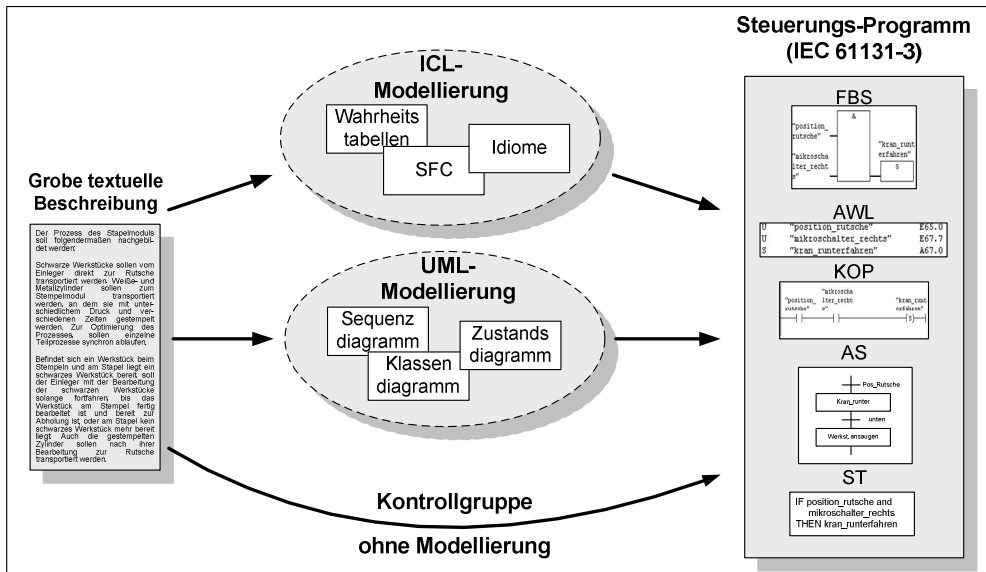 Steuerungs-Programm
(IEC 61131-3)
ICL-
Modellierung
Wahrheits
tabellen
SFC
Idiome
Grobe textuelle
Beschreibung
Der Prozess des Stapelmoduls
soll folgendermaßen nachgebil-
det werden:
Schwarze Werkstücke sollen vom
Einleger direkt zur Rutsche
transportiert werden. Weiße- und
Metallzylinder sollen zum
Stempelmodul transportiert
werden, an dem sie mit unter-
schiedlichem Druck und ver-
schiedenen Zeiten gestempelt
werden. Zur Optimierung des
Prozesses, sollen einzelne
Teilprozesse synchron ablaufen.
Befindet sich ein Werkstück beim
Stempeln und am Stapel liegt ein
schwarzes Werkstück bereit, soll
der Einleger mit der Bearbeitung
der schwarzen Werkstücke
solange fortfahren, bis das
Werkstück am Stempel fertig
bearbeitet ist und bereit zur
Abholung ist, oder am Stapel kein
schwarzes Werkstück mehr bereit
liegt. Auch die gestempelten
Zylinder sollen nach ihrer
Bearbeitung zur Rutsche
transportiert werden.
UML-
Modellierung
Sequenz
diagramm
Klassen
diagramm
Zustands
diagramm
Kontrollgruppe
ohne Modellierung
FBS
&
"position_
rutsche"
"mikroscha
lter_recht
s"
"kran_runt
erfahren"
S
AWL
U "position_rutsche" E65.0
U "mikroschalter_rechts" E67.7
S "kran_runterfahren" A67.0
KOP
"position_
rutsche"
"mikroscha
lter_recht
s"
"kran_runt
erfahren"
(S)
AS
Pos_Rutsche
Kran_runter
unten
Werkst. ansaugen
ST
IF position_rutsche and
mikroschalter_rechts
THEN kran_runterfahren